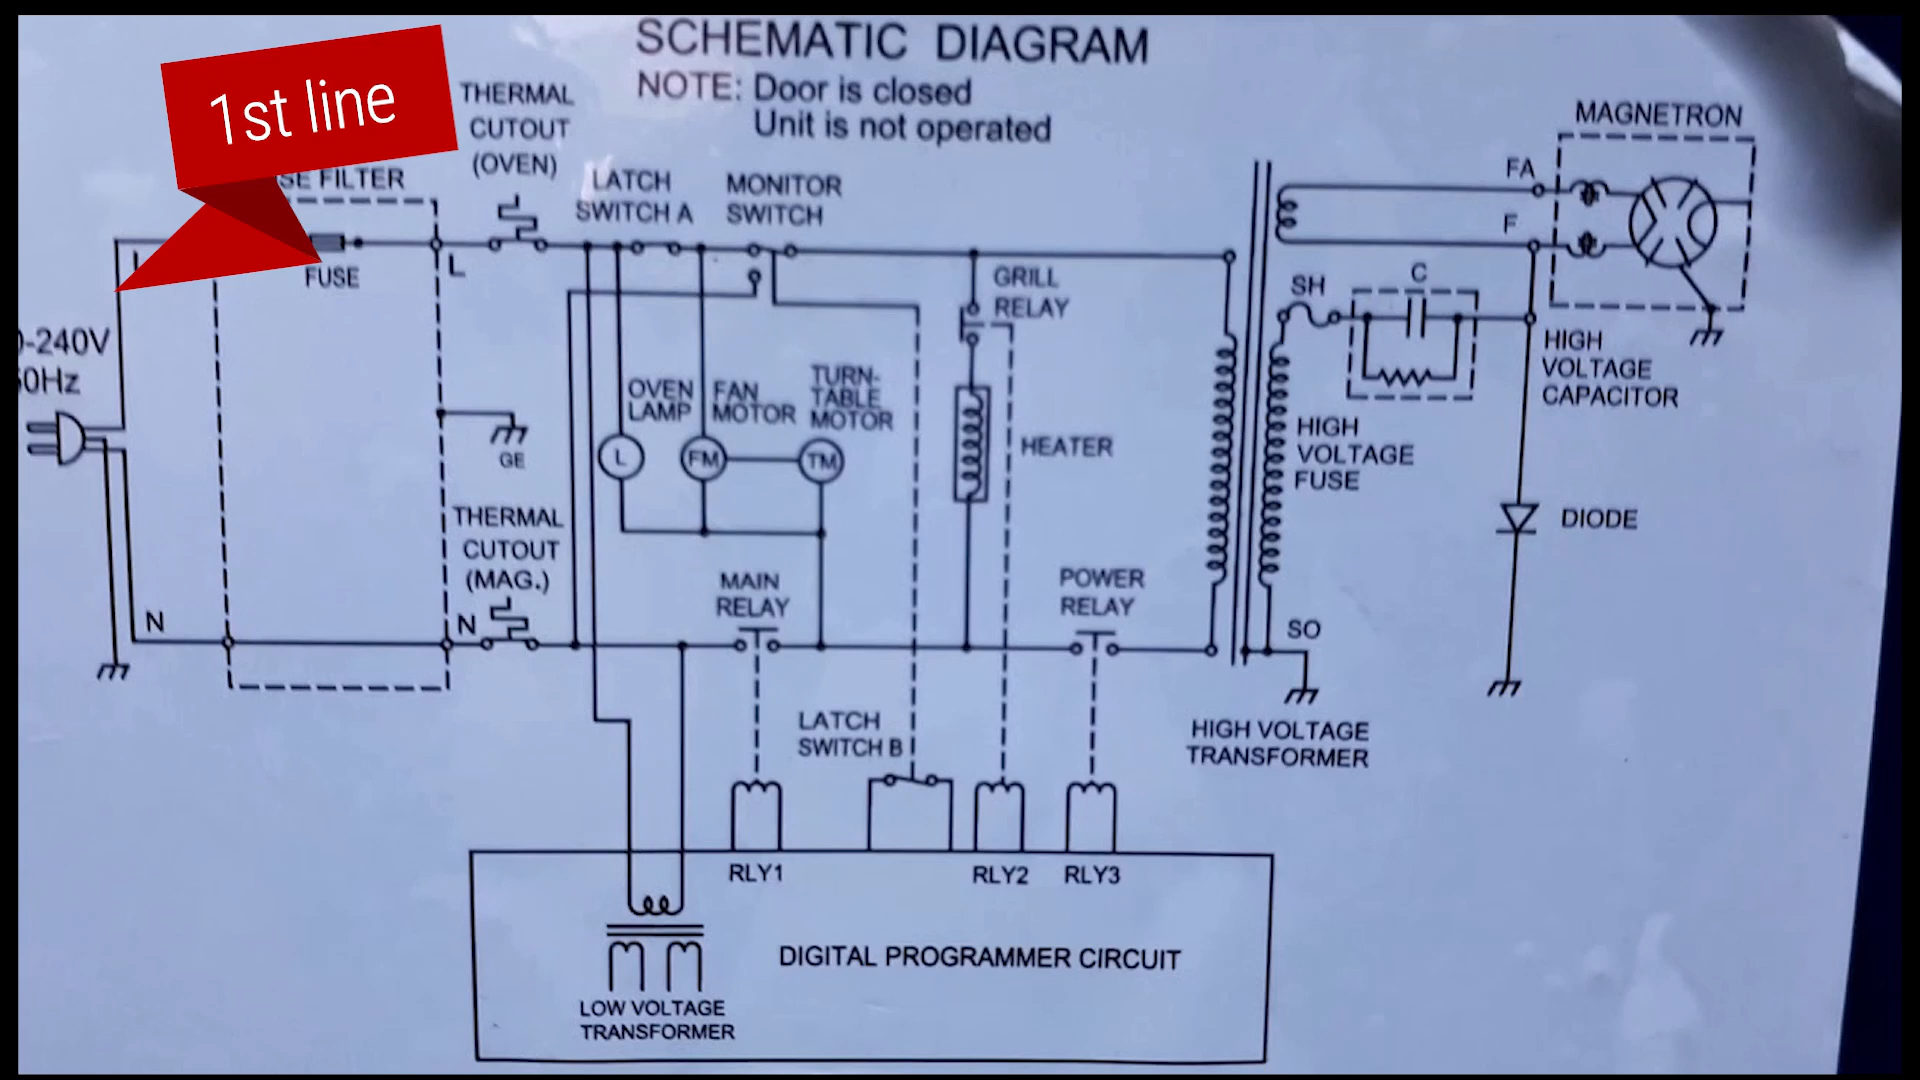 SCHEMATIC DIAGRAM
NOTE: Door is closed
Unit is not operated
1st line
THERMAL
CUTOUT
(OVEN)
SE FILTER
LATCH
SWITCH A
MONITOR
SWITCH
MAGNETRON
FA
F
L
FUSE
GRILL
RELAY
SH
C
-240V
0Hz
HIGH
VOLTAGE
CAPACITOR
OVEN
LAMP
FAN
MOTOR
TURN-
TABLE
MOTOR
L
FM
TM
GE
HEATER
HIGH
VOLTAGE
FUSE
DIODE
THERMAL
CUTOUT
(MAG.)
MAIN
RELAY
POWER
RELAY
N
N
SO
LATCH
SWITCH B
HIGH VOLTAGE
TRANSFORMER
RLY1
RLY2
RLY3
DIGITAL PROGRAMMER CIRCUIT
LOW VOLTAGE
TRANSFORMER